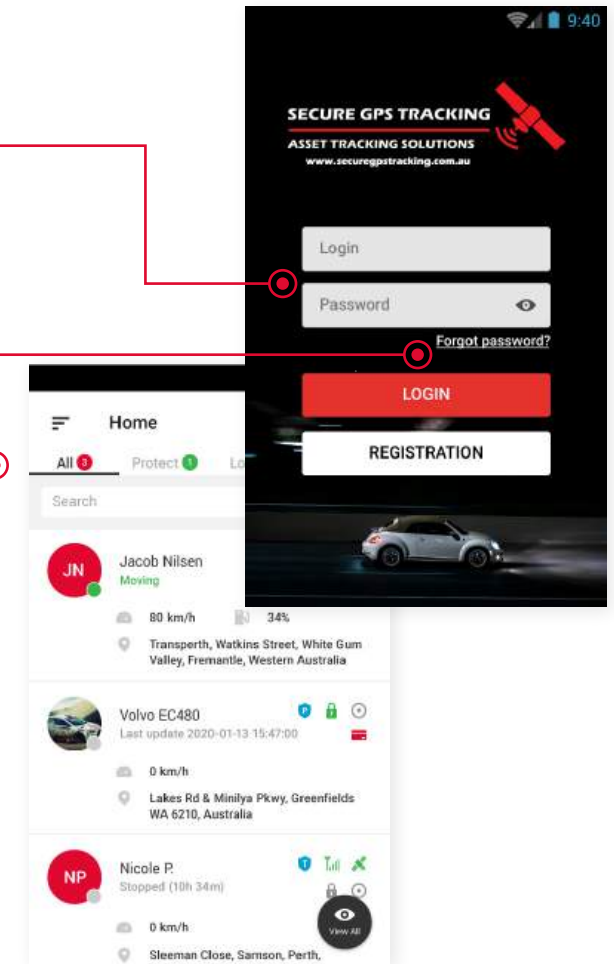 9:40
SECURE GPS TRACKING
ASSET TRACKING SOLUTIONS
www.securegpstracking.com.au
Login
Password
Forgot password?
LOGIN
REGISTRATION
Home
All 3
Protect 1
Lo
Search
JN
Jacob Nilsen
Moving
80 km/h 34%
Transperth, Watkins Street, White Gum
Valley, Fremantle, Western Australia
Volvo EC480
P
Last update 2020-01-13 15:47:00
0 km/h
Lakes Rd & Minilya Pkwy, Greenfields
WA 6210, Australia
NP
Nicole P.
T
Stopped (10h 34m)
0 km/h
View All
Sleeman Close, Samson, Perth,